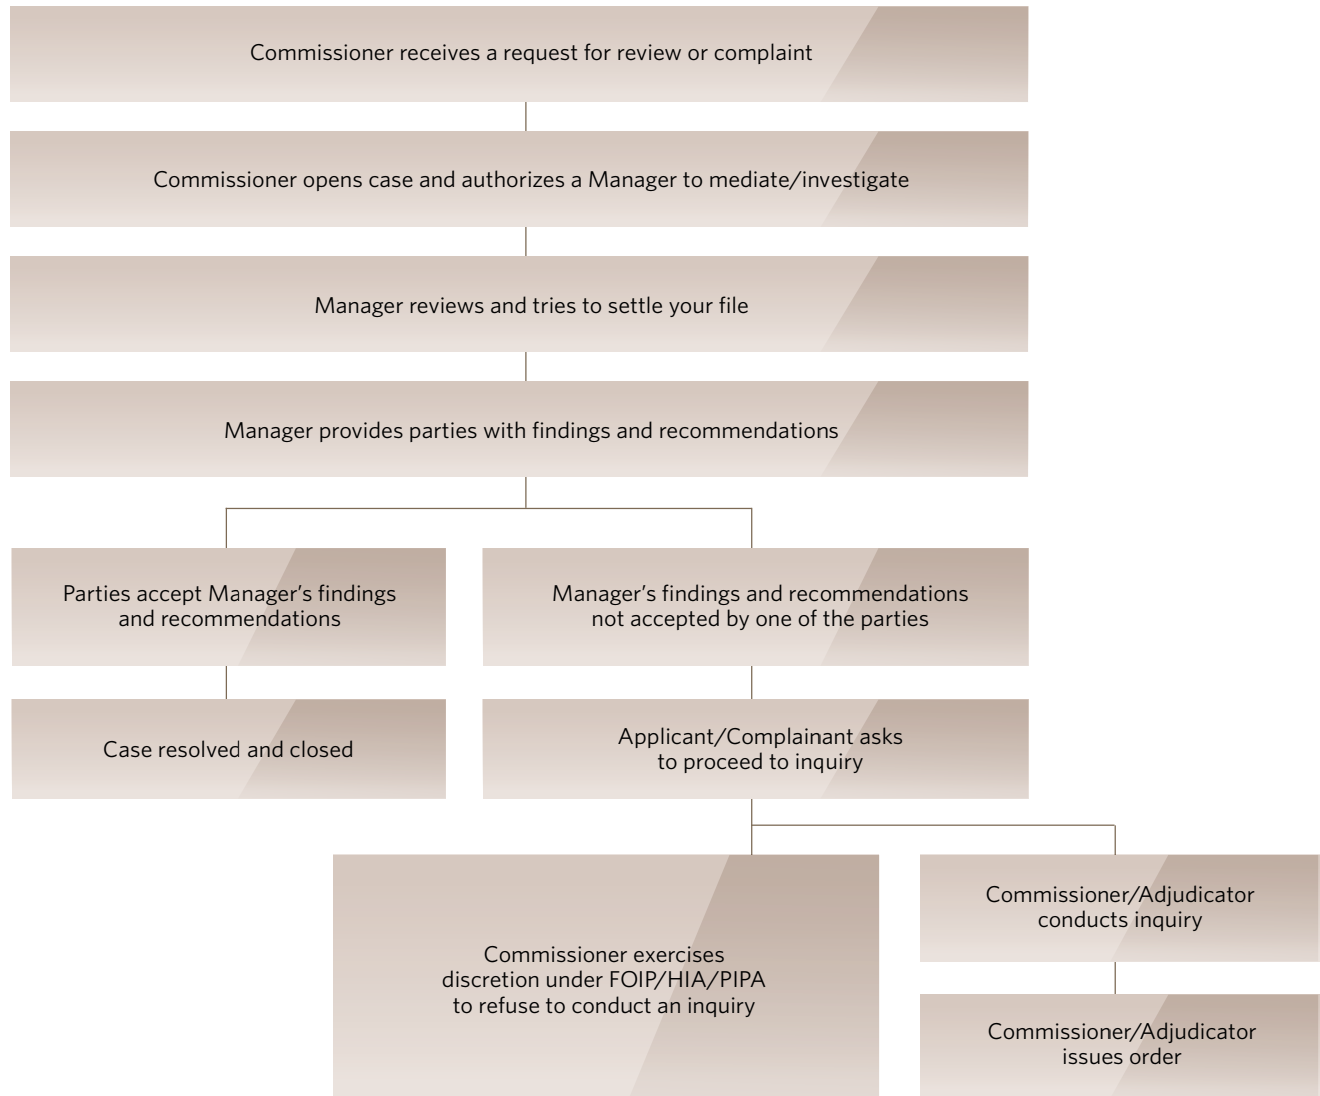 Commissioner receives a request for review or complaint
Commissioner opens case and authorizes a Manager to mediate/investigate
Manager reviews and tries to settle your file
Manager provides parties with findings and recommendations
Parties accept Manager’s findings
and recommendations
Manager’s findings and recommendations
not accepted by one of the parties
Case resolved and closed
Applicant/Complainant asks
to proceed to inquiry
Commissioner exercises
discretion under FOIP/HIA/PIPA
to refuse to conduct an inquiry
Commissioner/Adjudicator
conducts inquiry
Commissioner/Adjudicator
issues order